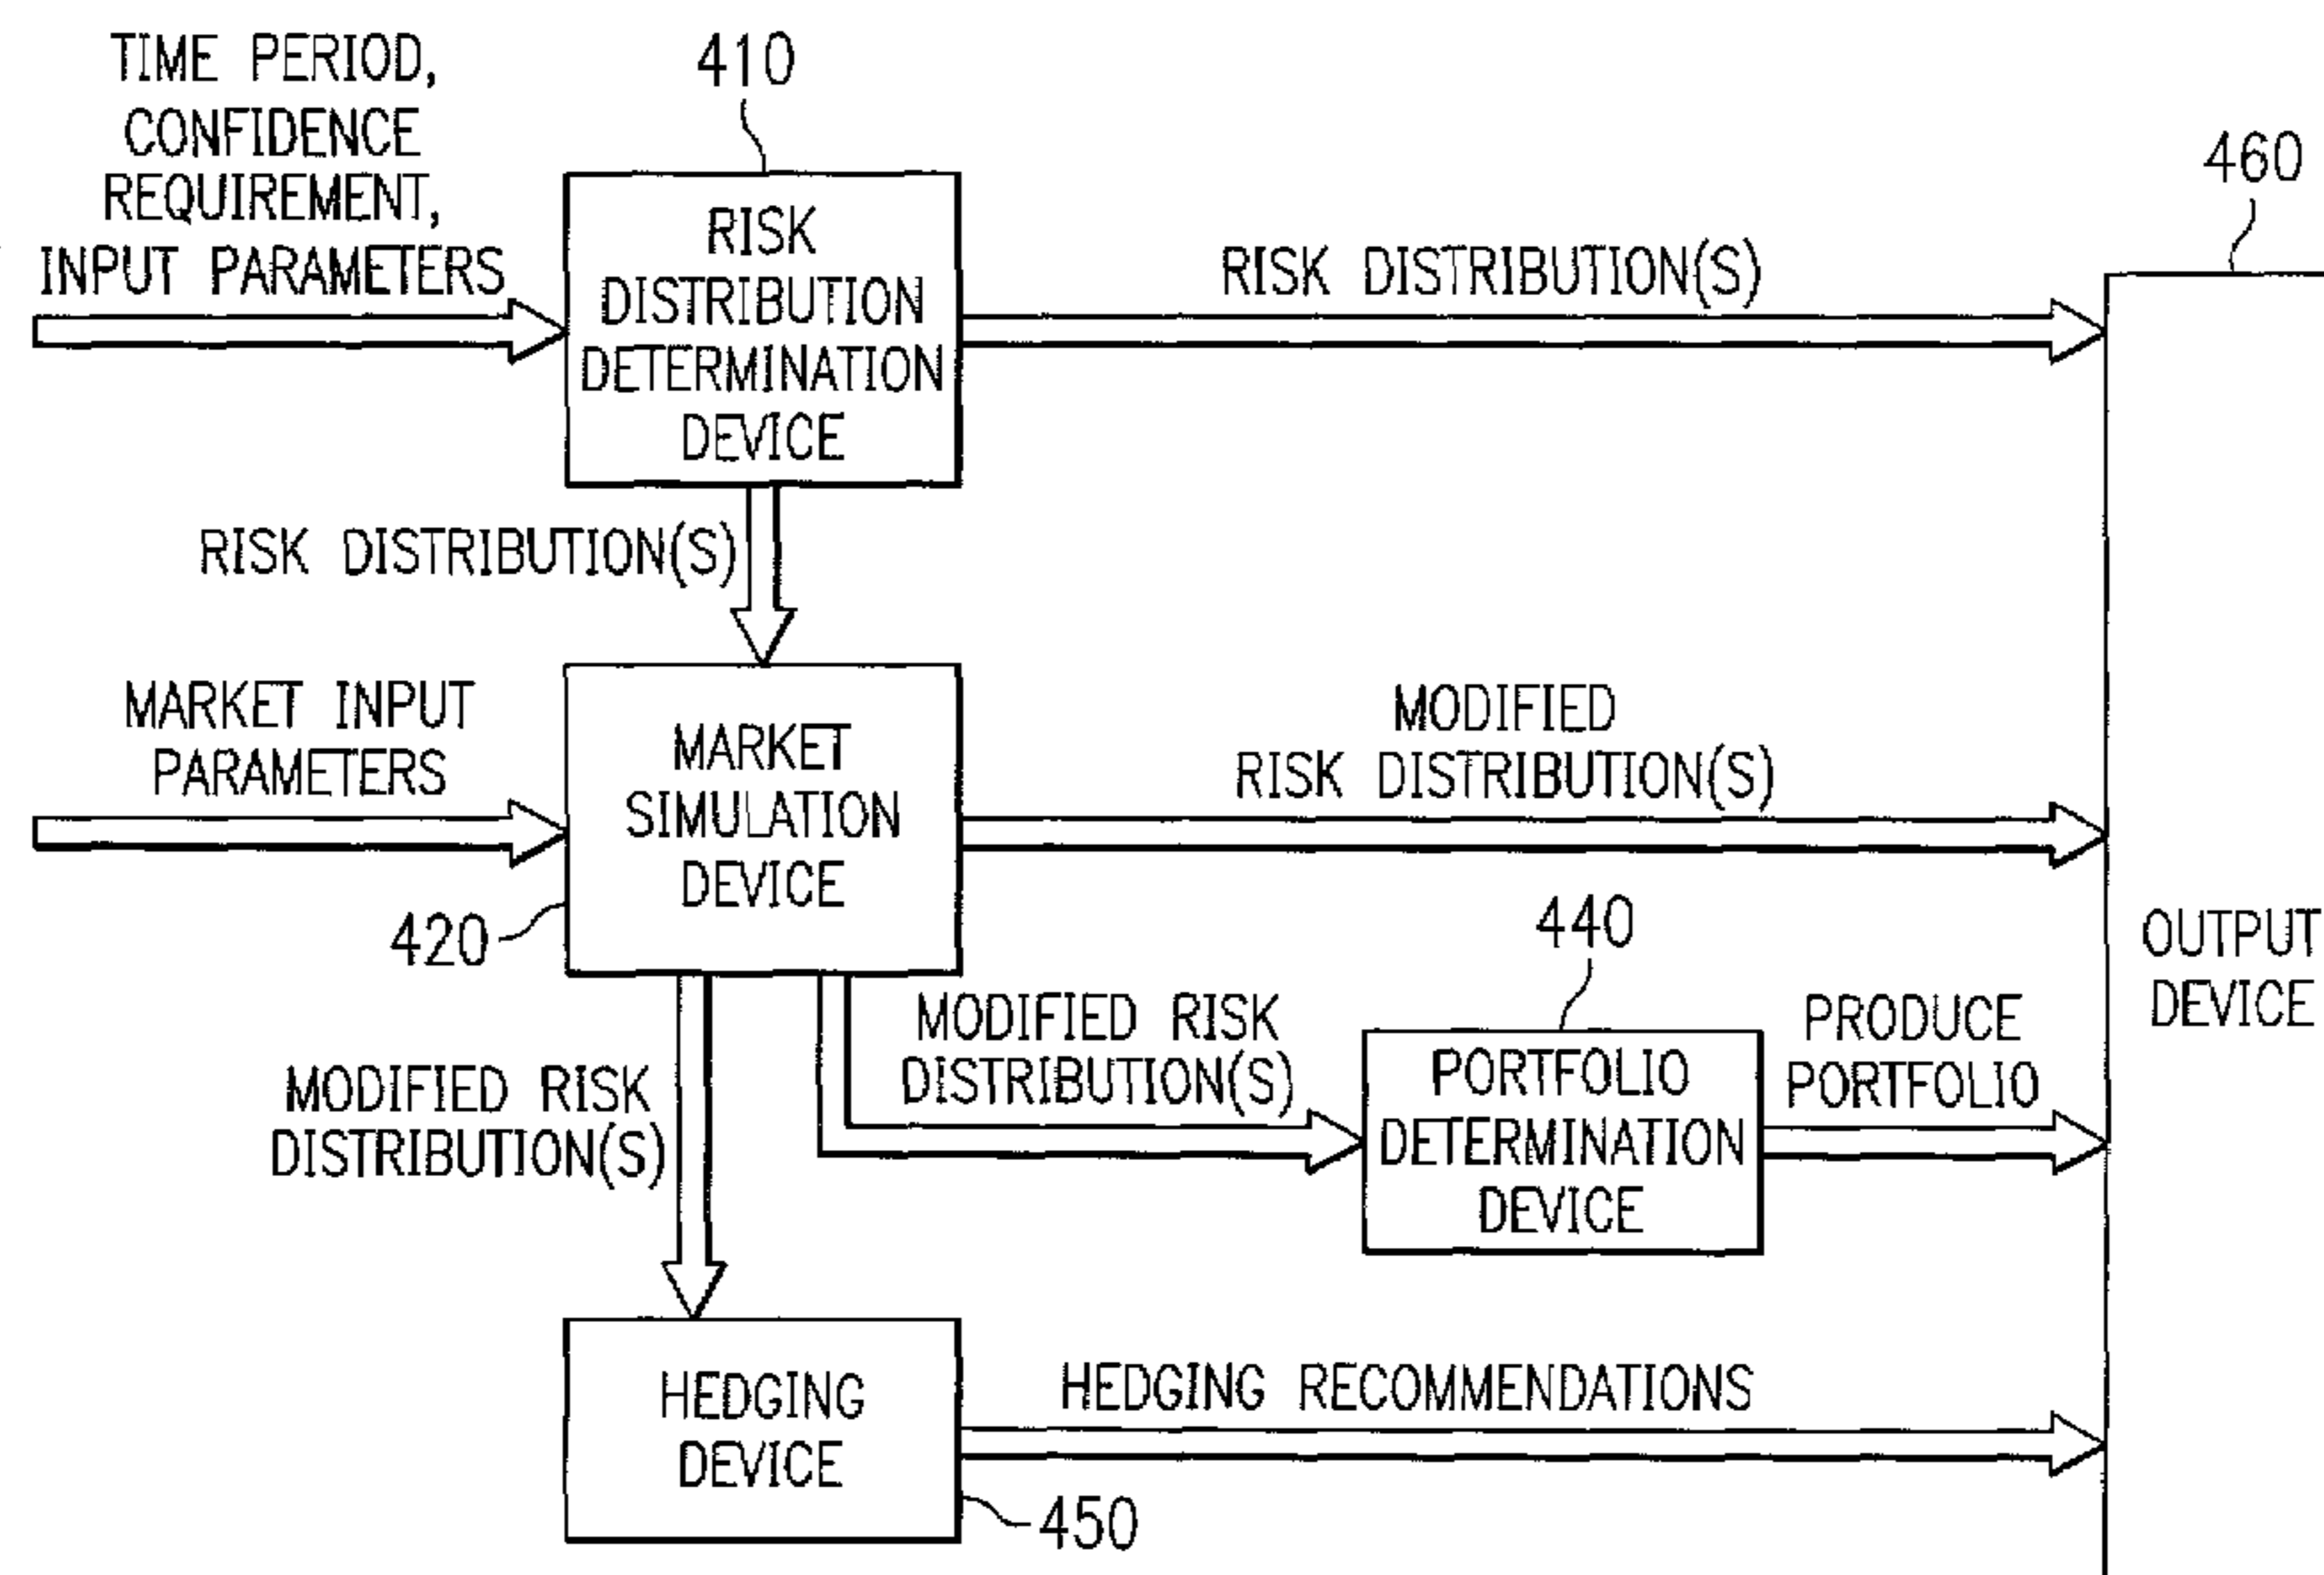 TIME PERIOD,
CONFIDENCE
REQUIREMENT,
INPUT PARAMETERS
410
RISK
DISTRIBUTION
DETERMINATION
DEVICE
RISK DISTRIBUTION(S)
460
RISK DISTRIBUTION(S)
MARKET INPUT
PARAMETERS
MARKET
SIMULATION
DEVICE
420
MODIFIED
RISK DISTRIBUTION(S)
440
OUTPUT
DEVICE
MODIFIED RISK
DISTRIBUTION(S)
MODIFIED RISK
DISTRIBUTION(S)
PORTFOLIO
DETERMINATION
DEVICE
PRODUCE
PORTFOLIO
HEDGING
DEVICE
450
HEDGING RECOMMENDATIONS